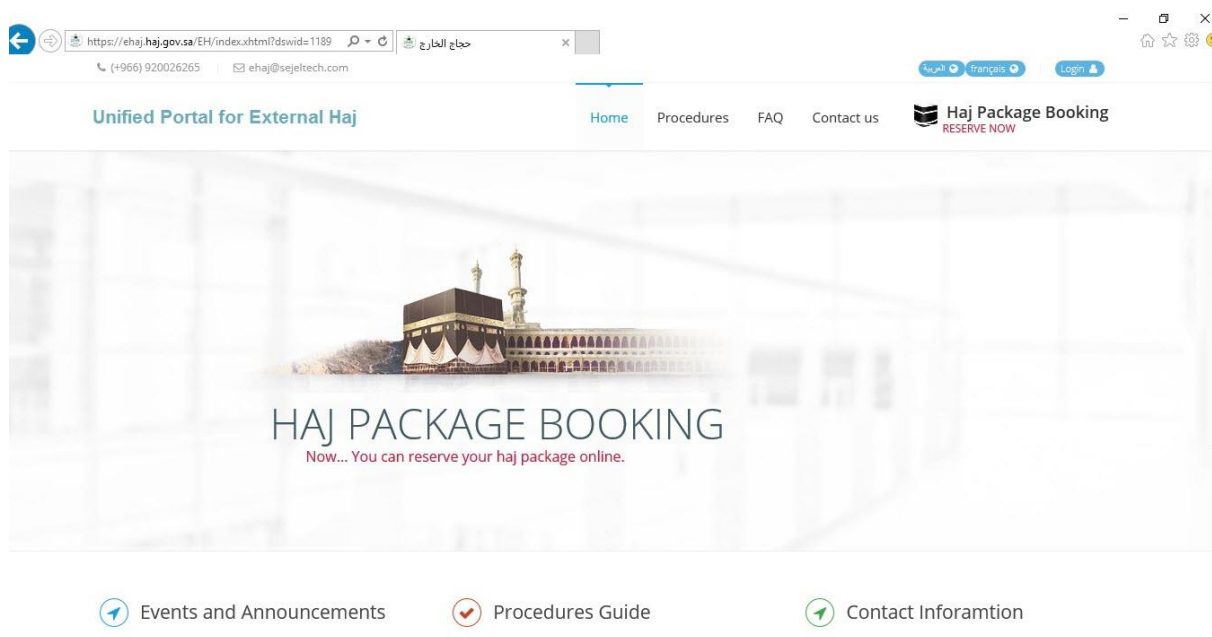 https://ehaj.haj.gov.sa/EH/index.xhtml?dswid=1189
حجاج الخارج
(+966) 920026265
ehaj@sejeltech.com
العربية
français
Login
Unified Portal for External Haj
Home
Procedures
FAQ
Contact us
Haj Package Booking
RESERVE NOW
HAJ PACKAGE BOOKING
Now... You can reserve your haj package online.
Events and Announcements
Procedures Guide
Contact Inforamtion